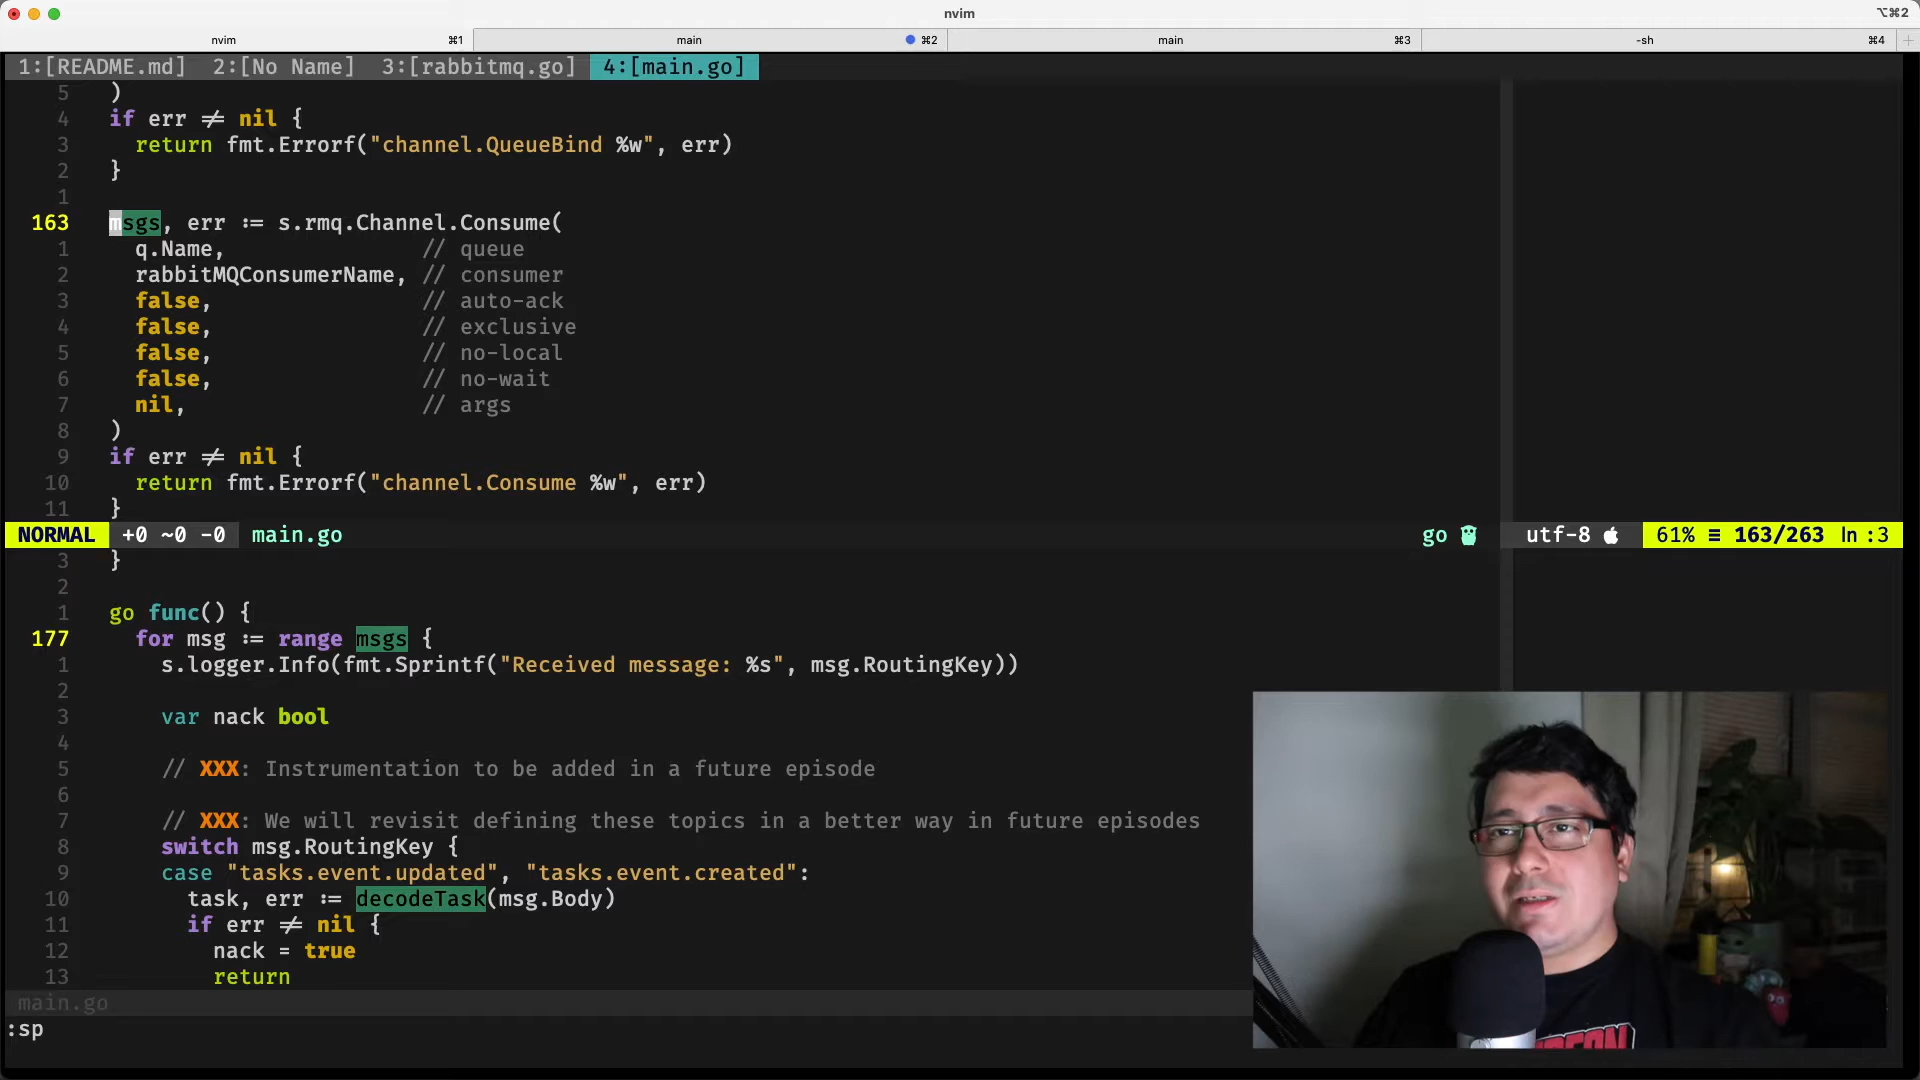 nvim
⌥⌘2
nvim ⌘1 main ⌘2 main ⌘3 -sh ⌘4 +
1:[README.md] 2:[No Name] 3:[rabbitmq.go] 4:[main.go]
5 )
4 if err ≠ nil {
3 return fmt.Errorf("channel.QueueBind %w", err)
2 }
1
163 msgs, err := s.rmq.Channel.Consume(
1 q.Name, // queue
2 rabbitMQConsumerName, // consumer
3 false, // auto-ack
4 false, // exclusive
5 false, // no-local
6 false, // no-wait
7 nil, // args
8 )
9 if err ≠ nil {
10 return fmt.Errorf("channel.Consume %w", err)
11 }
NORMAL +0 ~0 -0 main.go go utf-8 61% ≡ 163/263 ln :3
3 }
2
1 go func() {
177 for msg := range msgs {
1 s.logger.Info(fmt.Sprintf("Received message: %s", msg.RoutingKey))
2
3 var nack bool
4
5 // XXX: Instrumentation to be added in a future episode
6
7 // XXX: We will revisit defining these topics in a better way in future episodes
8 switch msg.RoutingKey {
9 case "tasks.event.updated", "tasks.event.created":
10 task, err := decodeTask(msg.Body)
11 if err ≠ nil {
12 nack = true
13 return
main.go
:sp